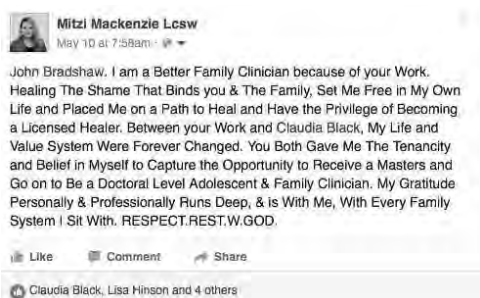 Mitzi Mackenzie Lcsw
May 10 at 7:58am ·
John Bradshaw. I am a Better Family Clinician because of your Work.
Healing The Shame That Binds you & The Family, Set Me Free in My Own
Life and Placed Me on a Path to Heal and Have the Privilege of Becoming
a Licensed Healer. Between your Work and Claudia Black, My Life and
Value System Were Forever Changed. You Both Gave Me The Tenancity
and Belief in Myself to Capture the Opportunity to Receive a Masters and
Go on to Be a Doctoral Level Adolescent & Family Clinician. My Gratitude
Personally & Professionally Runs Deep, & is With Me, With Every Family
System I Sit With. RESPECT.REST.W.GOD.
Like Comment Share
Claudia Black, Lisa Hinson and 4 others